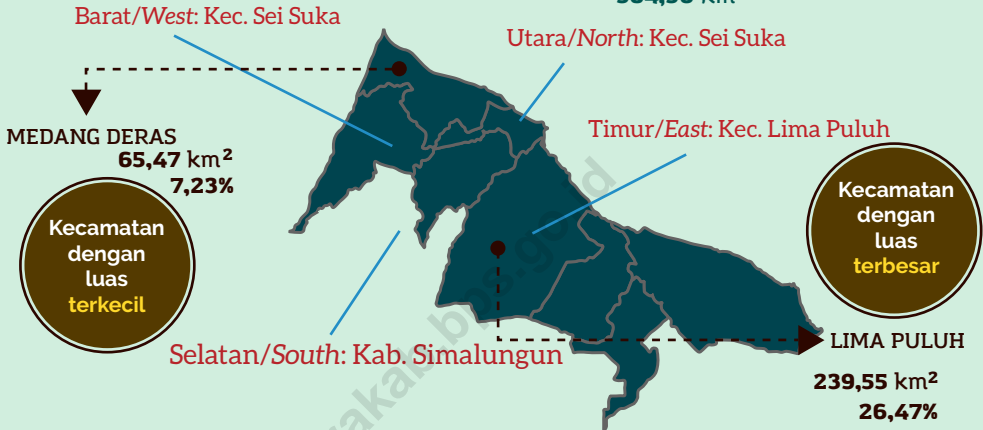 Barat/West: Kec. Sei Suka
Utara/North: Kec. Sei Suka
MEDANG DERAS
65,47 km²
7,23%
Timur/East: Kec. Lima Puluh
Kecamatan
dengan
luas
terkecil
Kecamatan
dengan
luas
terbesar
Selatan/South: Kab. Simalungun
LIMA PULUH
239,55 km²
26,47%